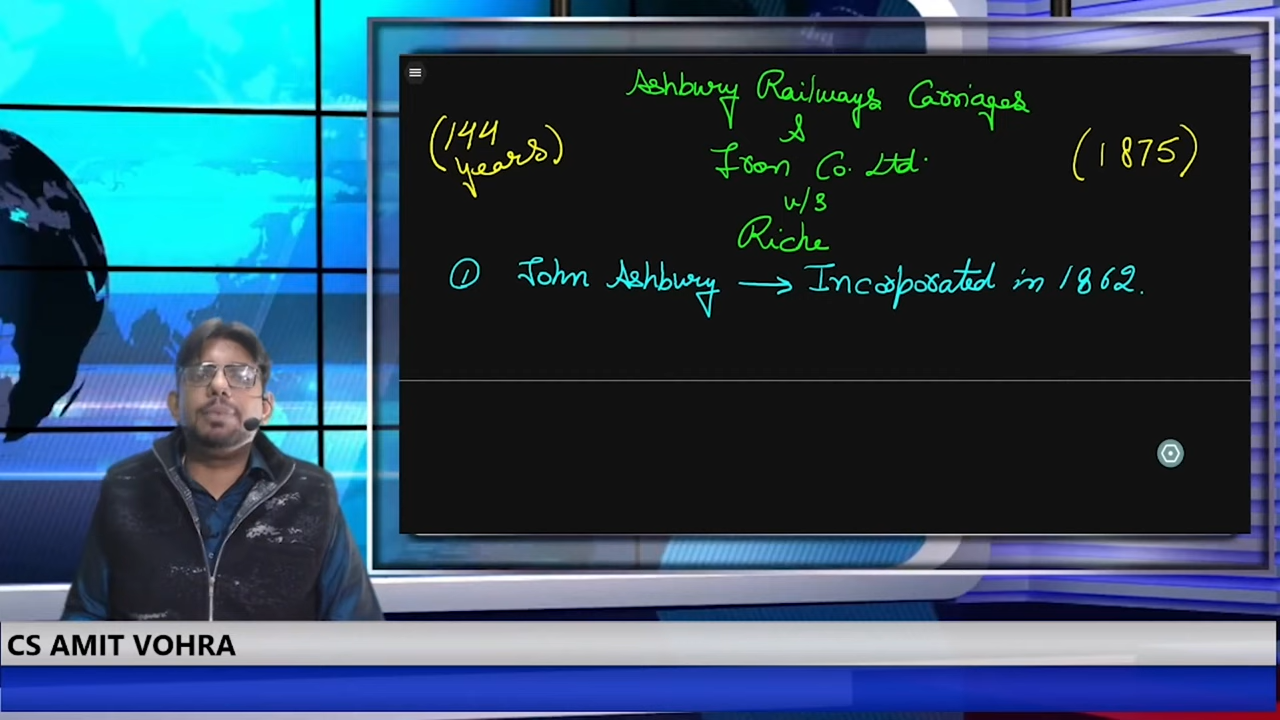 Ashbury Railways Carriages
&
Iron Co. Ltd.
v/s
Riche
(144
years)
(1875)
① John Ashbury → Incorporated in 1862.
CS AMIT VOHRA